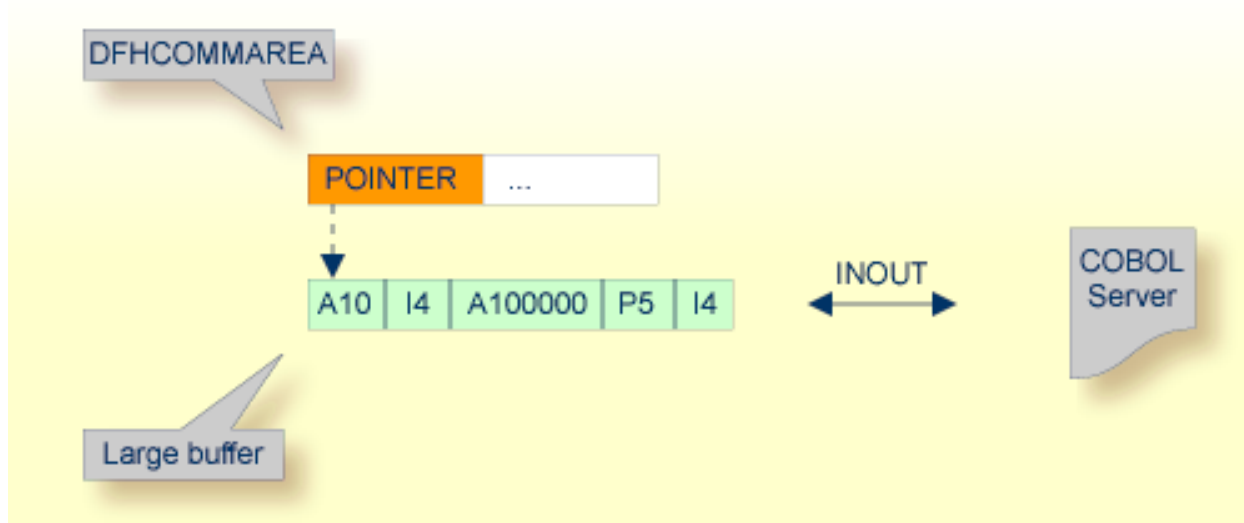 DFHCOMMAREA
POINTER ...
A10 I4 A100000 P5 I4
INOUT
COBOL
Server
Large buffer